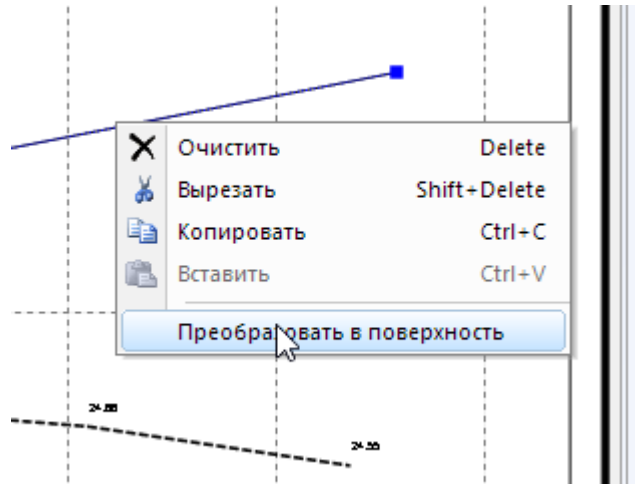 Очистить Delete
Вырезать Shift+Delete
Копировать Ctrl+C
Вставить Ctrl+V
Преобразовать в поверхность